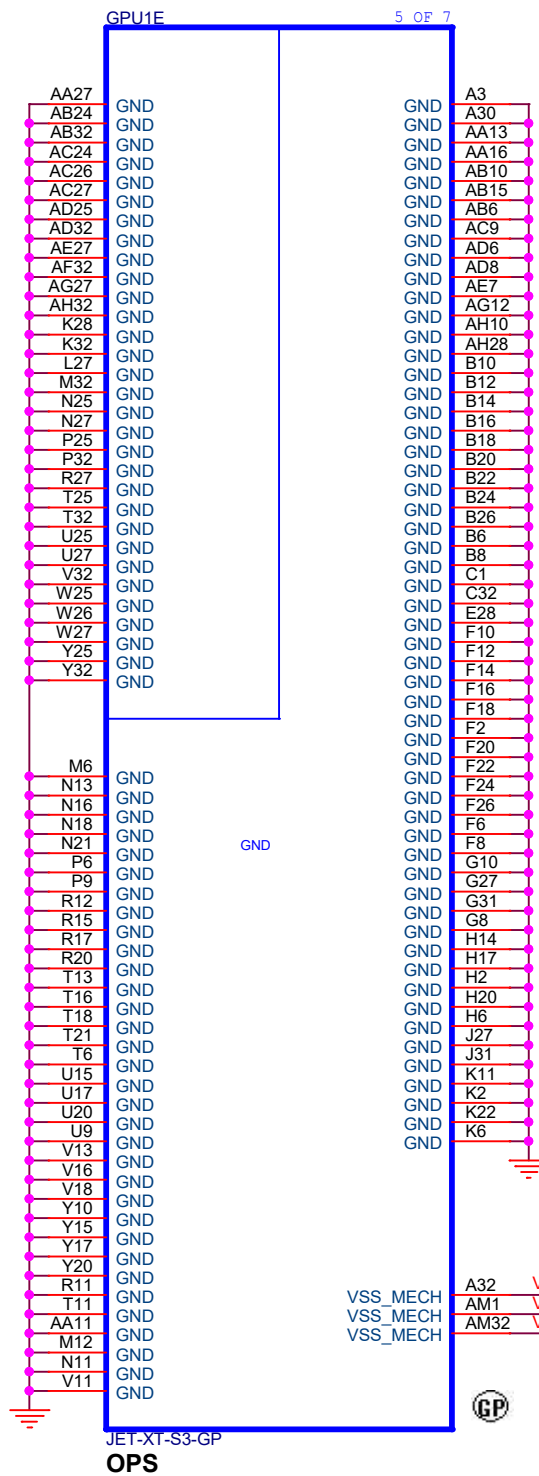 GPU1E 5 OF 7
AA27 GND GND A3
AB24 GND GND A30
AB32 GND GND AA13
AC24 GND GND AA16
AC26 GND GND AB10
AC27 GND GND AB15
AD25 GND GND AB6
AD32 GND GND AC9
AE27 GND GND AD6
AF32 GND GND AD8
AG27 GND GND AE7
AH32 GND GND AG12
K28 GND GND AH10
K32 GND GND AH28
L27 GND GND B10
M32 GND GND B12
N25 GND GND B14
N27 GND GND B16
P25 GND GND B18
P32 GND GND B20
R27 GND GND B22
T25 GND GND B24
T32 GND GND B26
U25 GND GND B6
U27 GND GND B8
V32 GND GND C1
W25 GND GND C32
W26 GND GND E28
W27 GND GND F10
Y25 GND GND F12
Y32 GND GND F14
GND F16
GND F18
GND F2
GND F20
M6 GND GND F22
N13 GND GND F24
N16 GND GND F26
N18 GND GND F6
N21 GND GND GND F8
P6 GND GND G10
P9 GND GND G27
R12 GND GND G31
R15 GND GND G8
R17 GND GND H14
R20 GND GND H17
T13 GND GND H2
T16 GND GND H20
T18 GND GND H6
T21 GND GND J27
T6 GND GND J31
U15 GND GND K11
U17 GND GND K2
U20 GND GND K22
U9 GND GND K6
V13 GND
V16 GND
V18 GND
Y10 GND
Y15 GND
Y17 GND
Y20 GND
R11 GND VSS_MECH A32
T11 GND VSS_MECH AM1
AA11 GND VSS_MECH AM32
M12 GND
N11 GND
V11 GND
GP
JET-XT-S3-GP
OPS